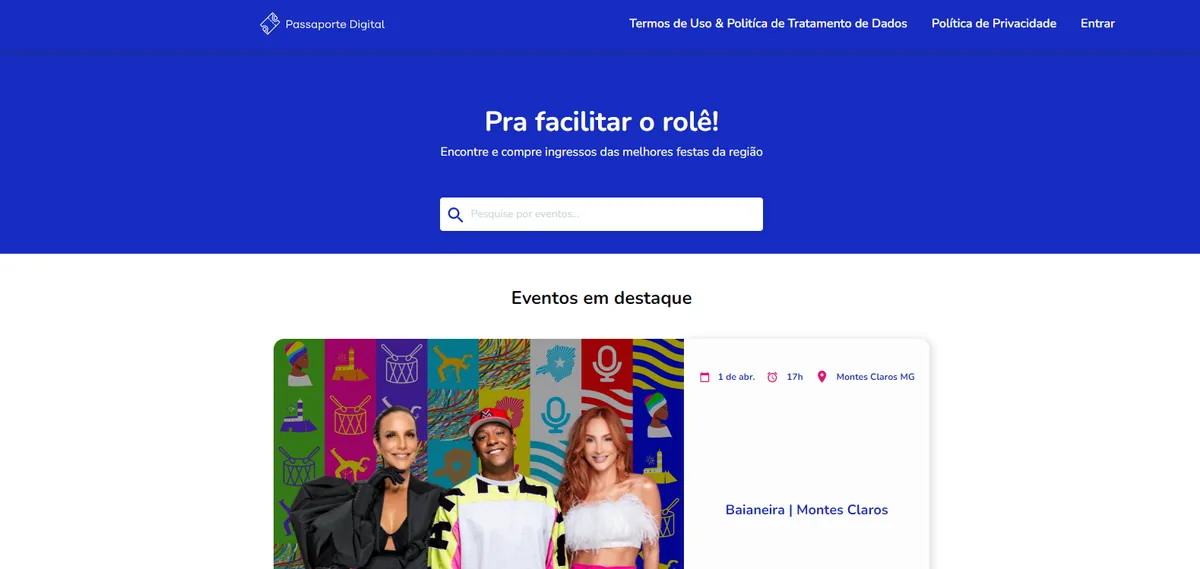 Passaporte Digital
Termos de Uso & Politíca de Tratamento de Dados
Política de Privacidade
Entrar
Pra facilitar o rolê!
Encontre e compre ingressos das melhores festas da região
Pesquise por eventos...
Eventos em destaque
1 de abr.
17h
Montes Claros MG
Baianeira | Montes Claros